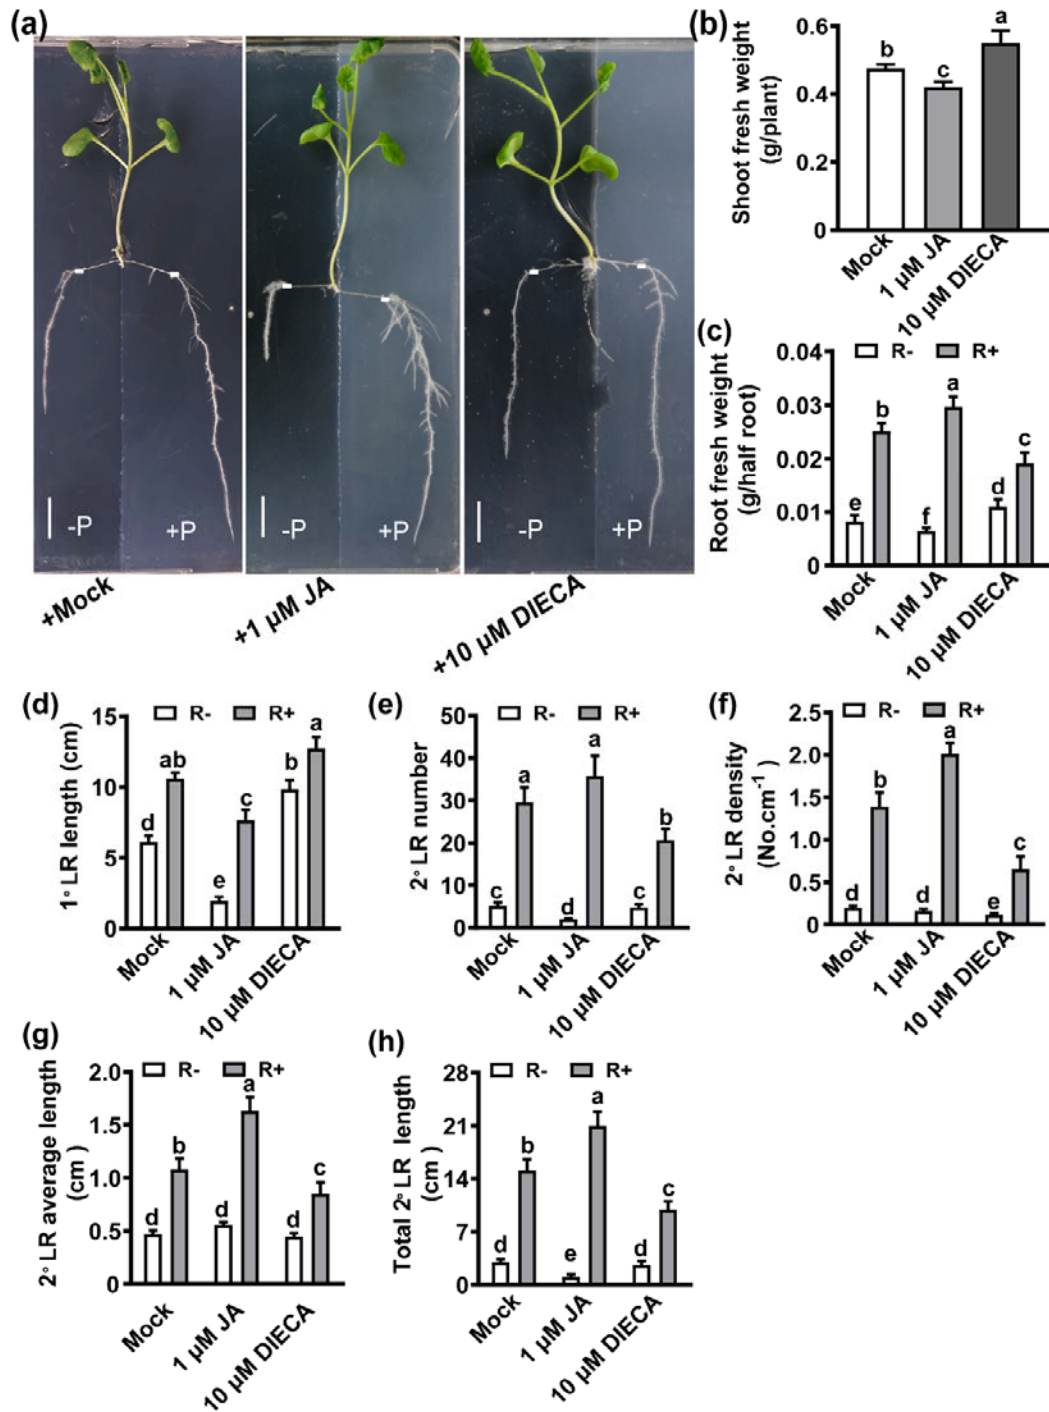 (a)
-P
+P
-P
+P
-P
+P
+Mock
+1 µM JA
+10 µM DIECA
(b)
Shoot fresh weight
(g/plant)
0.6
0.4
0.2
0
b
c
a
Mock
1 µM JA
10 µM DIECA
(c)
Root fresh weight
(g/half root)
R-
R+
0.04
0.03
0.02
0.01
0
e
b
f
a
d
c
Mock
1 µM JA
10 µM DIECA
(d)
1° LR length (cm)
R-
R+
15
10
5
0
d
ab
e
c
b
a
Mock
1 µM JA
10 µM DIECA
(e)
2° LR number
R-
R+
50
40
30
20
10
0
c
a
d
a
c
b
Mock
1 µM JA
10 µM DIECA
(f)
2° LR density
(No.cm-1 )
R-
R+
2.5
2.0
1.5
1.0
0.5
0
d
b
d
a
e
c
Mock
1 µM JA
10 µM DIECA
(g)
2° LR average length
(cm)
R-
R+
2.0
1.5
1.0
0.5
0
d
b
d
a
d
c
Mock
1 µM JA
10 µM DIECA
(h)
Total 2° LR length
(cm)
R-
R+
28
21
14
7
0
d
b
e
a
d
c
Mock
1 µM JA
10 µM DIECA